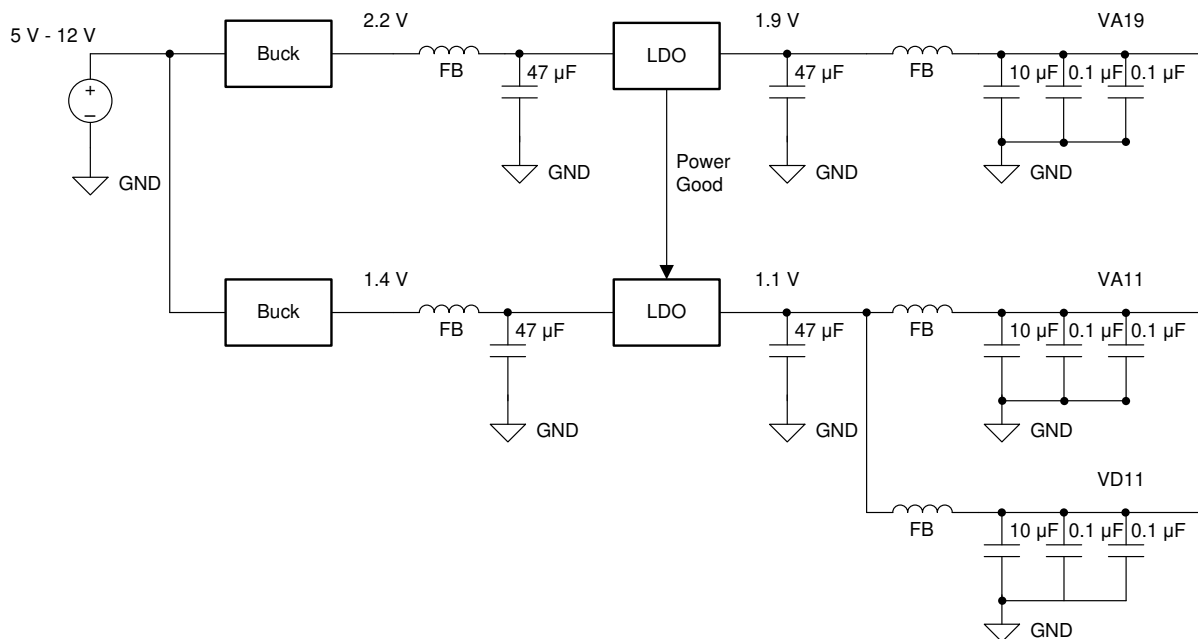 5 V - 12 V
2.2 V
1.9 V
VA19
Buck
FB
47 µF
LDO
47 µF
FB
10 µF 0.1 µF 0.1 µF
+
−
GND
GND
GND
GND
Power
Good
1.4 V
1.1 V
VA11
Buck
FB
47 µF
LDO
47 µF
FB
10 µF 0.1 µF 0.1 µF
GND
GND
GND
VD11
FB
10 µF 0.1 µF 0.1 µF
GND